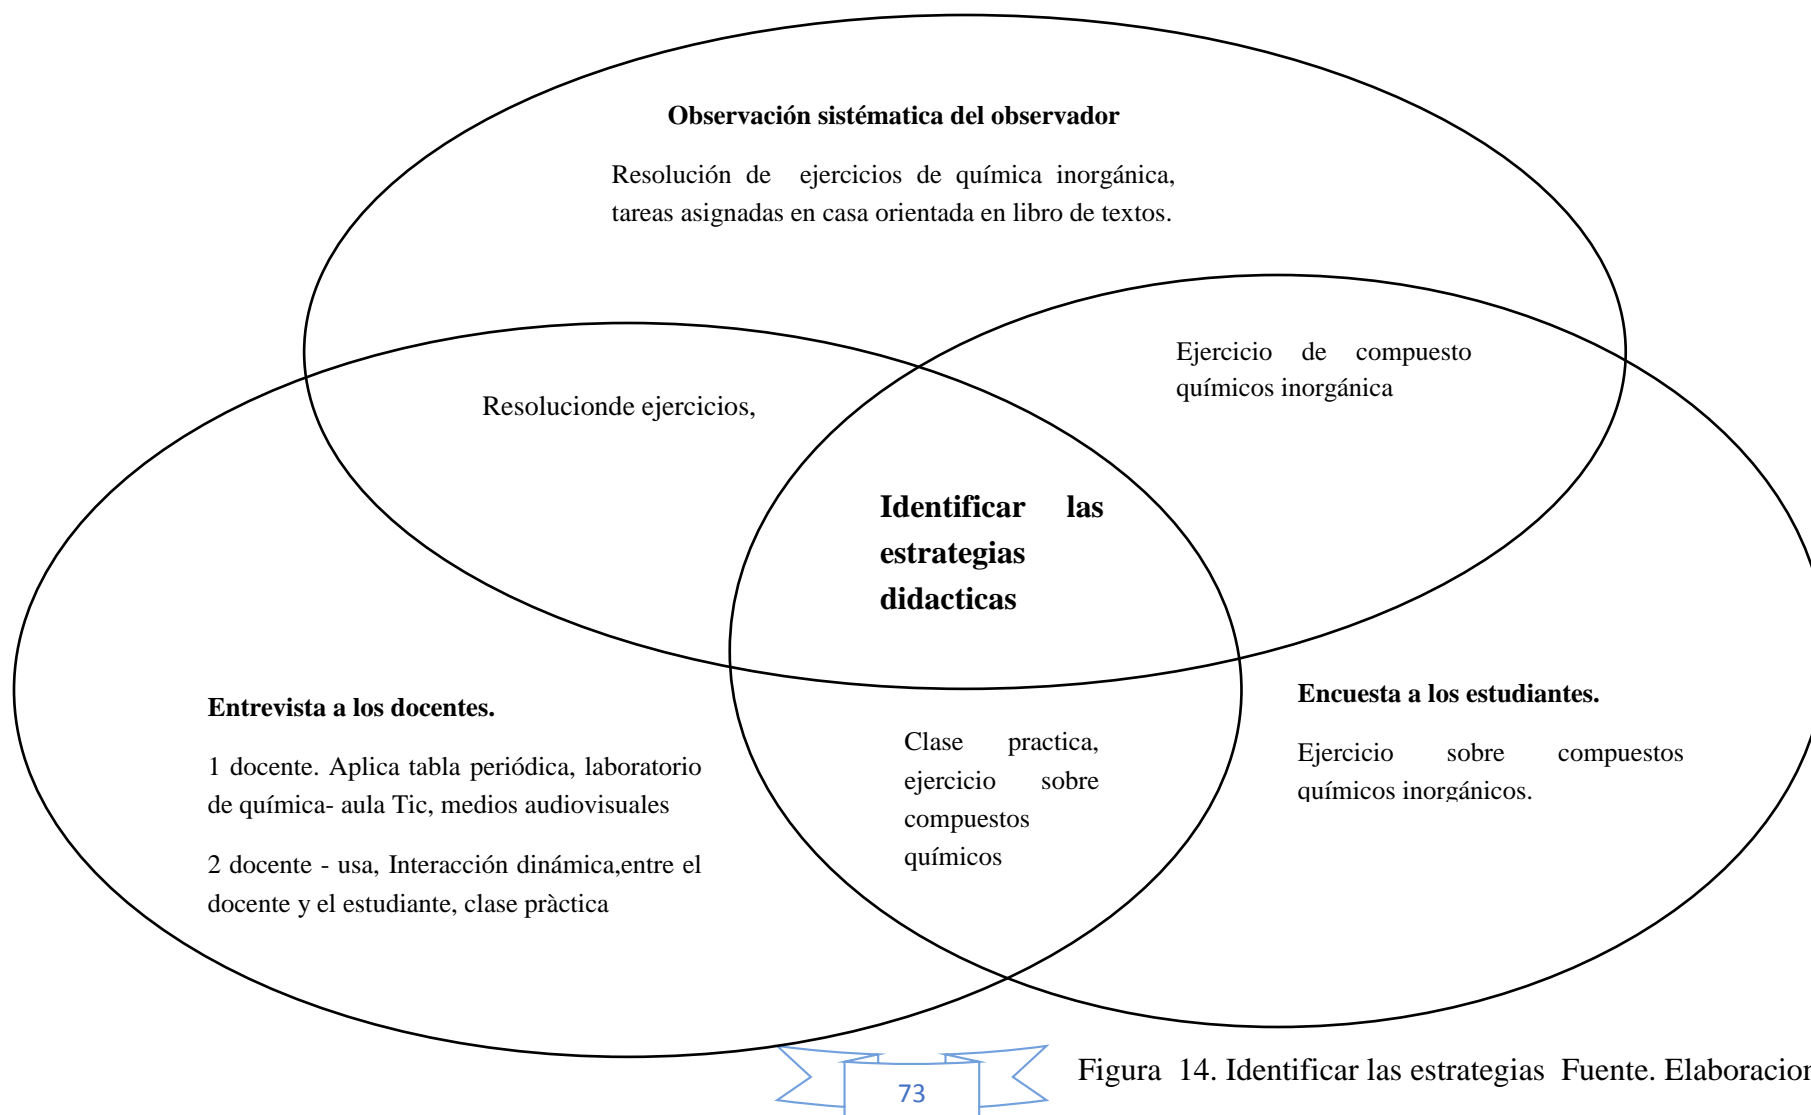 Observación sistématica del observador
Resolución de ejercicios de química inorgánica,
tareas asignadas en casa orientada en libro de textos.
Ejercicio de compuesto
químicos inorgánica
Resolucionde ejercicios,
Identificar las
estrategias
didacticas
Entrevista a los docentes.
1 docente. Aplica tabla periódica, laboratorio
de química- aula Tic, medios audiovisuales
2 docente - usa, Interacción dinámica,entre el
docente y el estudiante, clase pràctica
Clase practica,
ejercicio sobre
compuestos
químicos
Encuesta a los estudiantes.
Ejercicio sobre compuestos
químicos inorgánicos.
73
Figura 14. Identificar las estrategias Fuente. Elaboracion